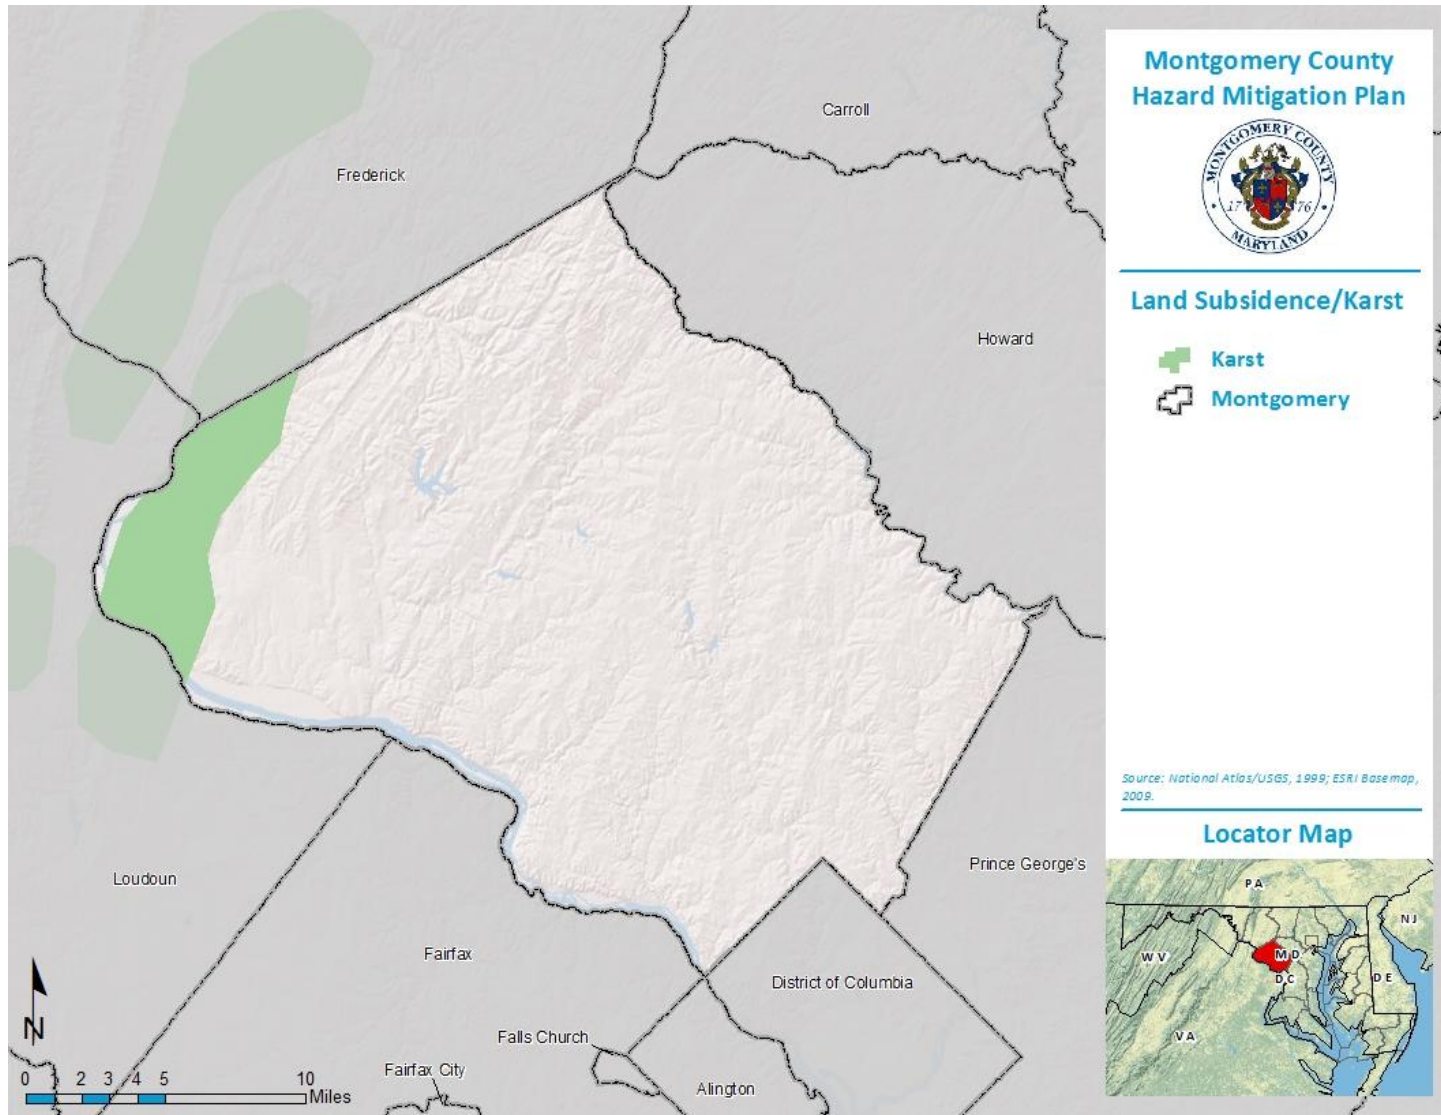 Carroll
Frederick
Howard
Loudoun
Prince George's
Fairfax
District of Columbia
Falls Church
Fairfax City
Alington
N
0 1 2 3 4 5 10
Miles
Montgomery County
Hazard Mitigation Plan
MONTGOMERY COUNTY
17 76
MARYLAND
Land Subsidence/Karst
Karst
Montgomery
Source: National Atlas/USGS, 1999; ESRI Basemap,
2009.
Locator Map
PA
NJ
WV
MD
DC
DE
VA